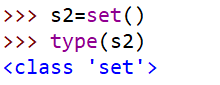 >>> s2=set()
>>> type(s2)
<class 'set'>